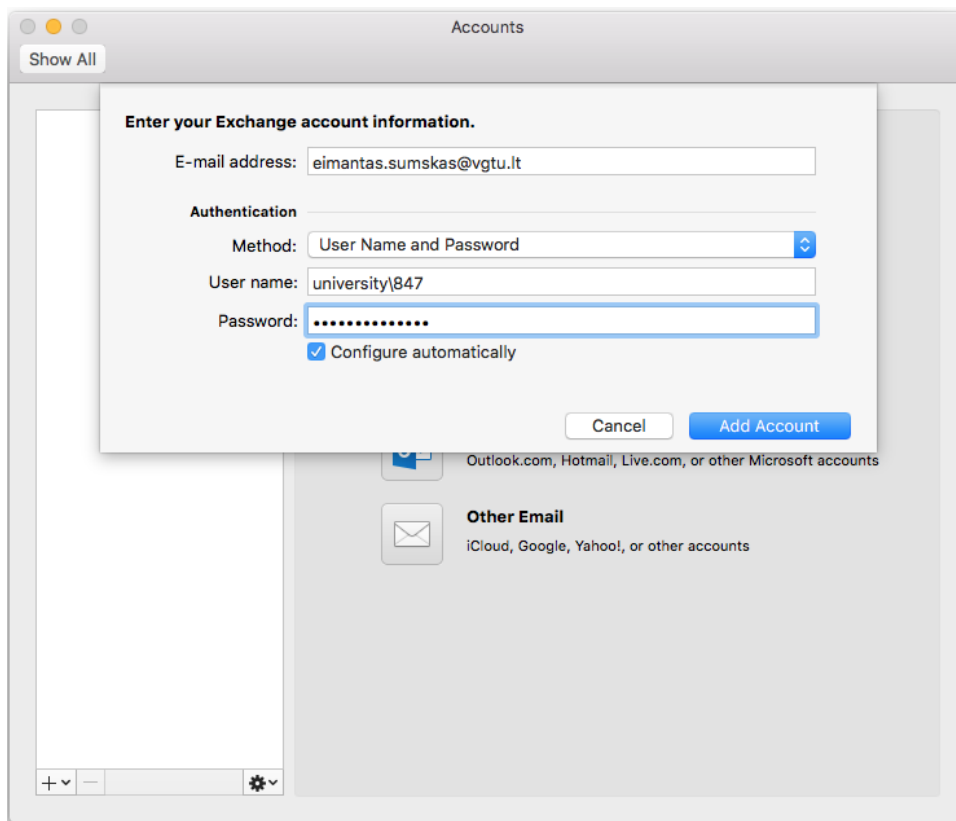 Accounts
Show All
Enter your Exchange account information.
E-mail address: eimantas.sumskas@vgtu.lt
Authentication
Method: User Name and Password
User name: university\847
Password: ••••••••••••••
Configure automatically
Cancel Add Account
Outlook.com, Hotmail, Live.com, or other Microsoft accounts
Other Email
iCloud, Google, Yahoo!, or other accounts